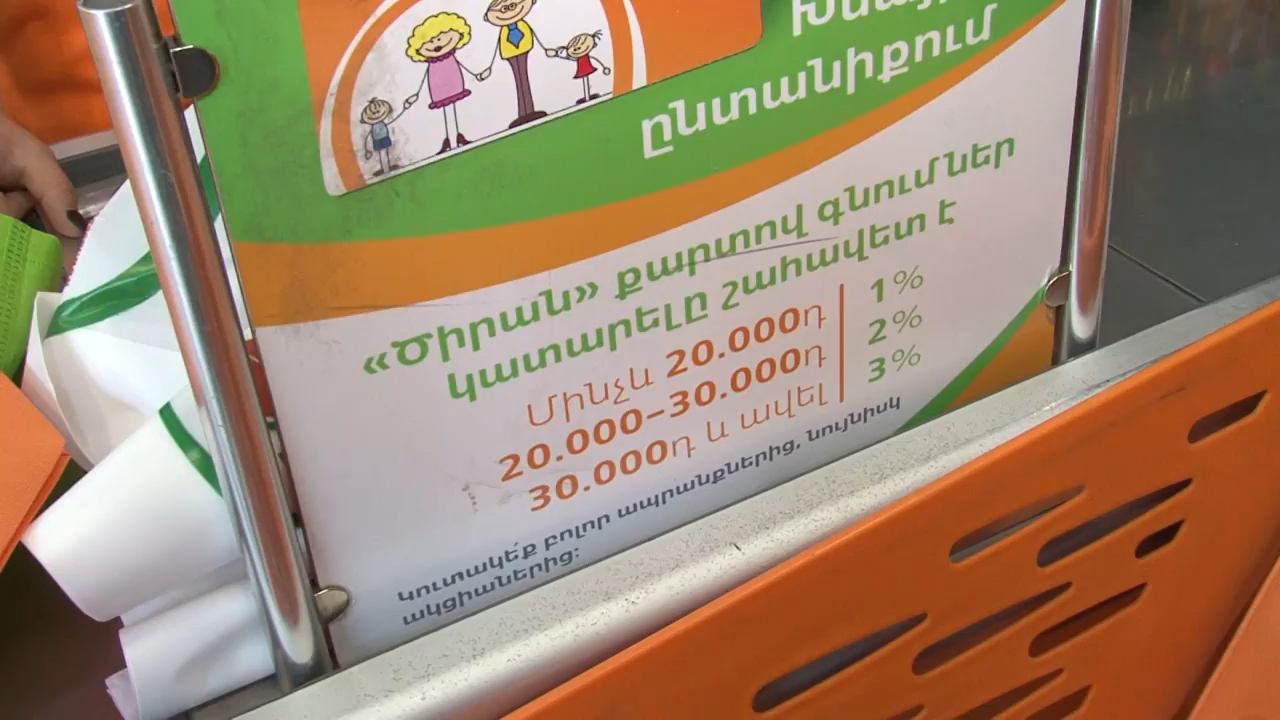 ընտանիքում
«Ծիրան» քարտով գնումներ
կատարելը շահավետ է
Մինչև 20.000դ 1%
20.000-30.000դ 2%
30.000դ և ավել 3%
Կուտակե՛ք բոլոր ապրանքներից, նույնիսկ
ակցիաներից: